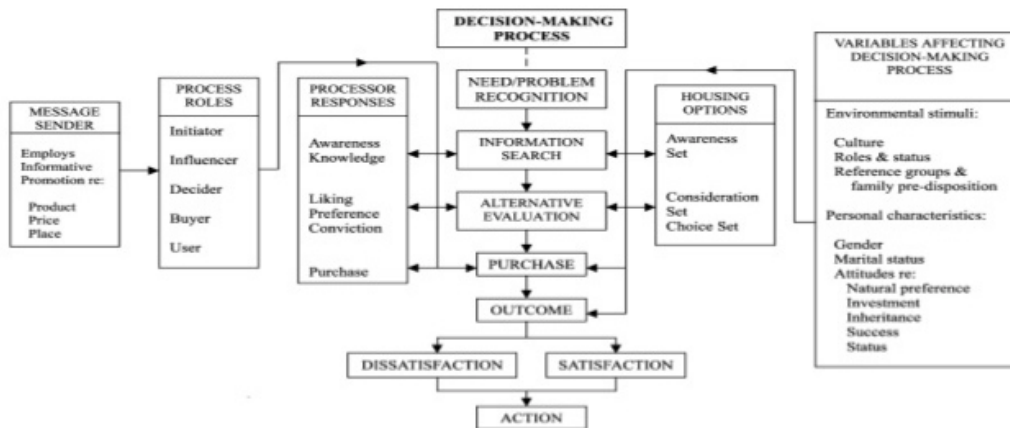 DECISION-MAKING
PROCESS
MESSAGE
SENDER
Employs
Informative
Promotion re:
Product
Price
Place
PROCESS
ROLES
Initiator
Influencer
Decider
Buyer
User
PROCESSOR
RESPONSES
Awareness
Knowledge
Liking
Preference
Conviction
Purchase
NEED/PROBLEM
RECOGNITION
INFORMATION
SEARCH
ALTERNATIVE
EVALUATION
PURCHASE
OUTCOME
DISSATISFACTION
SATISFACTION
ACTION
HOUSING
OPTIONS
Awareness
Set
Consideration
Set
Choice Set
VARIABLES AFFECTING
DECISION-MAKING
PROCESS
Environmental stimuli:
Culture
Roles & status
Reference groups &
family pre-disposition
Personal characteristics:
Gender
Marital status
Attitudes re:
Natural preference
Investment
Inheritance
Success
Status